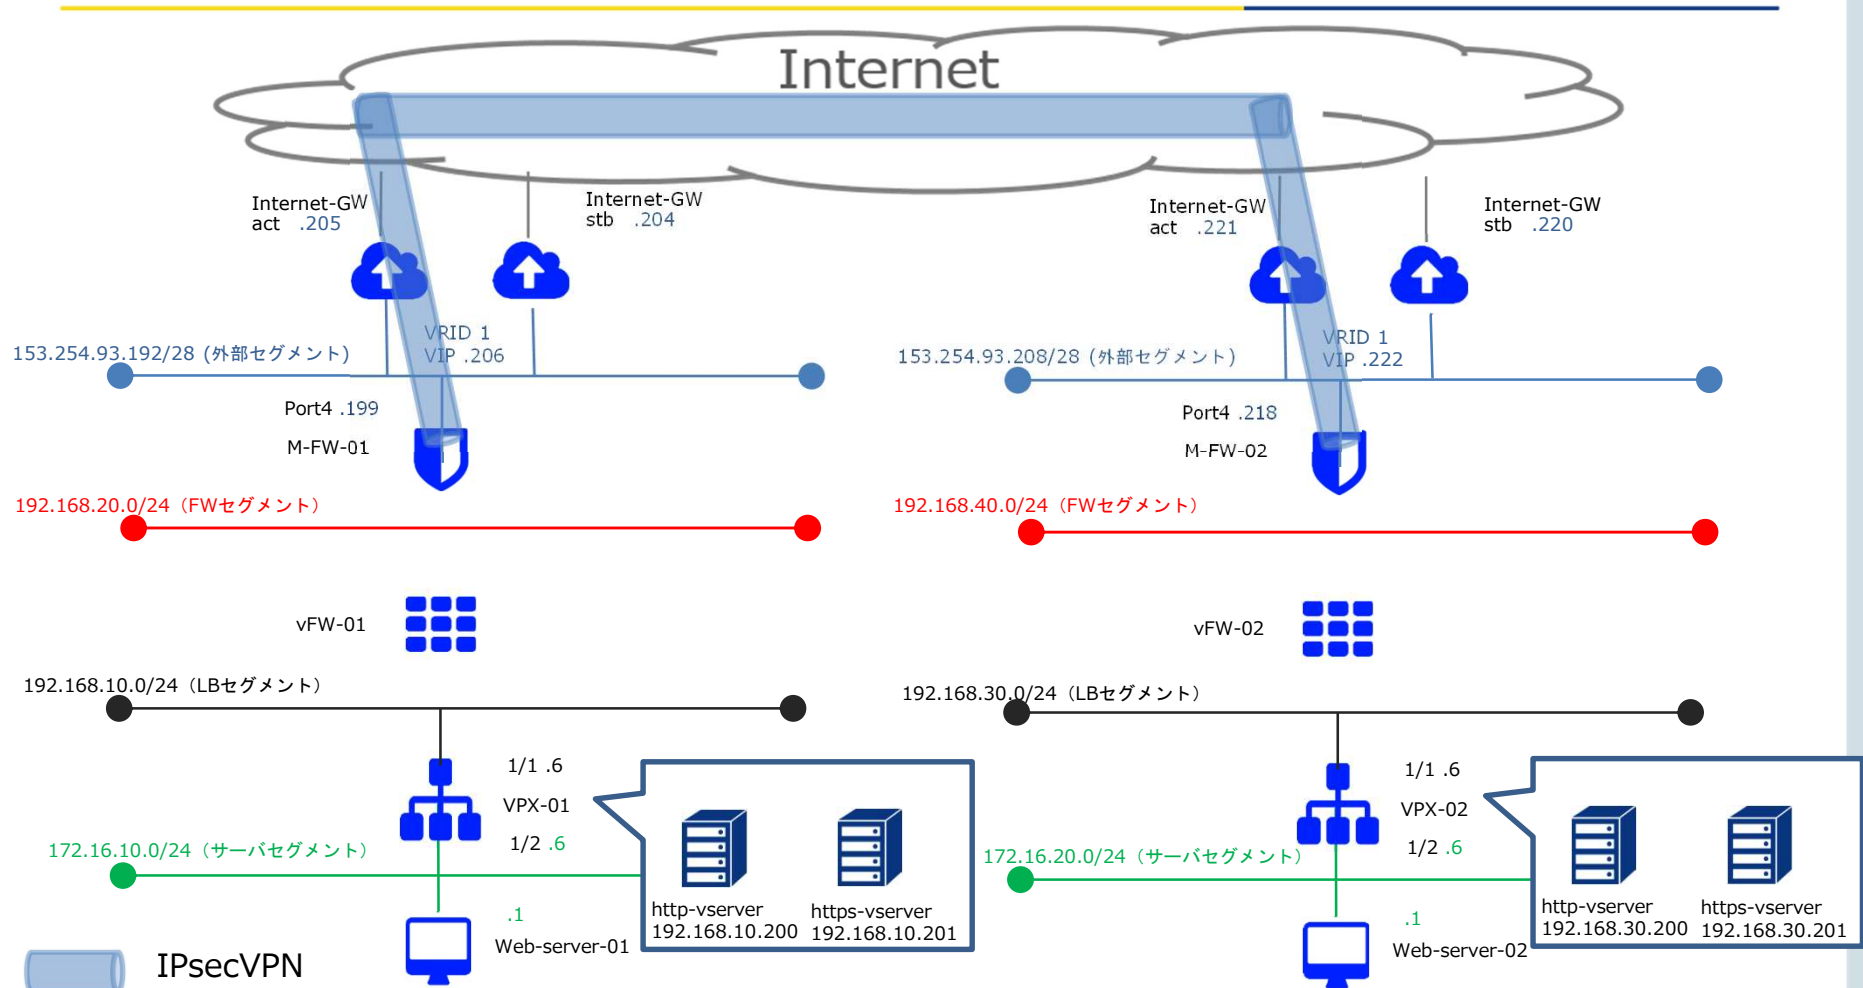 Internet
Internet-GW
act .205
Internet-GW
stb .204
Internet-GW
act .221
Internet-GW
stb .220
VRID 1
VIP .206
153.254.93.192/28 (外部セグメント)
VRID 1
VIP .222
153.254.93.208/28 (外部セグメント)
Port4 .199
M-FW-01
Port4 .218
M-FW-02
192.168.20.0/24（FWセグメント）
192.168.40.0/24（FWセグメント）
vFW-01
vFW-02
192.168.10.0/24（LBセグメント）
192.168.30.0/24（LBセグメント）
1/1 .6
VPX-01
1/2 .6
1/1 .6
VPX-02
1/2 .6
172.16.10.0/24（サーバセグメント）
172.16.20.0/24（サーバセグメント）
http-vserver
192.168.10.200
https-vserver
192.168.10.201
http-vserver
192.168.30.200
https-vserver
192.168.30.201
.1
Web-server-01
.1
Web-server-02
IPsecVPN